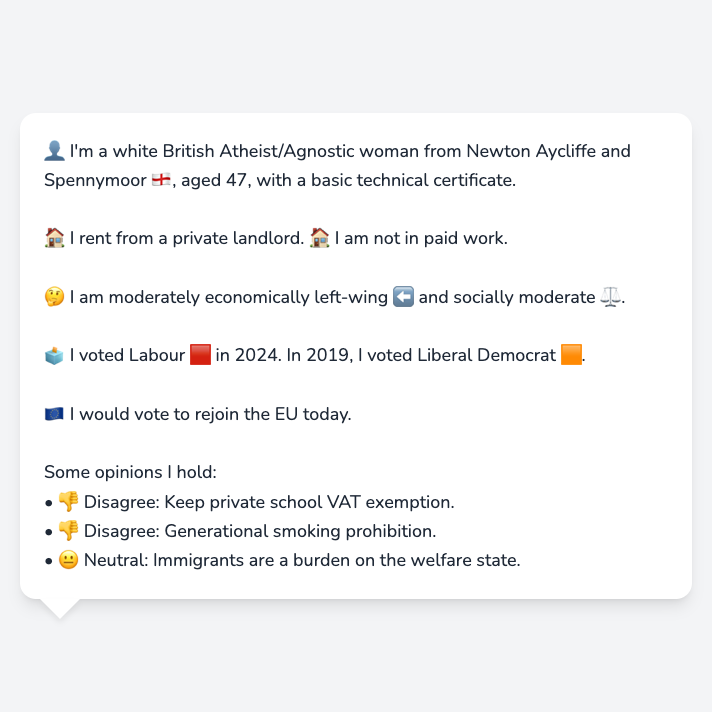 👤 I'm a white British Atheist/Agnostic woman from Newton Aycliffe and
Spennymoor 🏴󠁧󠁢󠁥󠁮󠁧󠁿, aged 47, with a basic technical certificate.
🏠 I rent from a private landlord. 🏠 I am not in paid work.
🤔 I am moderately economically left-wing ⬅️ and socially moderate ⚖️.
🗳️ I voted Labour 🟥 in 2024. In 2019, I voted Liberal Democrat 🟧.
🇪🇺 I would vote to rejoin the EU today.
Some opinions I hold:
• 👎 Disagree: Keep private school VAT exemption.
• 👎 Disagree: Generational smoking prohibition.
• 😐 Neutral: Immigrants are a burden on the welfare state.